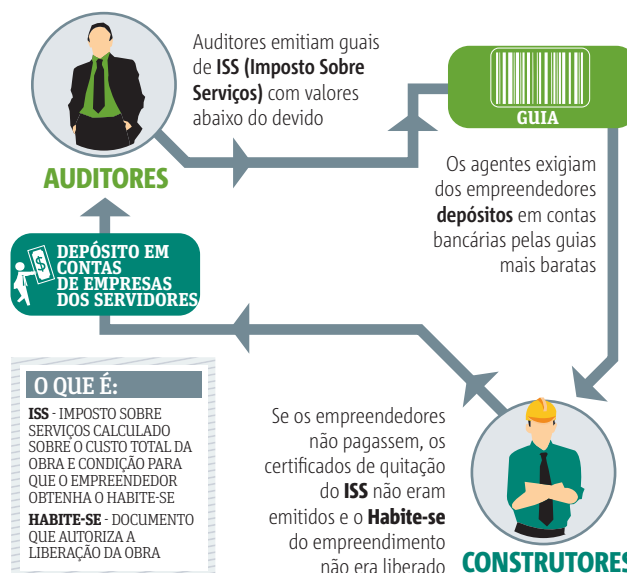 Auditores emitiam guais
de ISS (Imposto Sobre
Serviços) com valores
abaixo do devido
GUIA
AUDITORES
Os agentes exigiam
dos empreendedores
depósitos em contas
bancárias pelas guias
mais baratas
DEPÓSITO EM
CONTAS
DE EMPRESAS
DOS SERVIDORES
$
O QUE É:
ISS - IMPOSTO SOBRE
SERVIÇOS CALCULADO
SOBRE O CUSTO TOTAL DA
OBRA E CONDIÇÃO PARA
QUE O EMPREENDEDOR
OBTENHA O HABITE-SE
HABITE-SE - DOCUMENTO
QUE AUTORIZA A
LIBERAÇÃO DA OBRA
Se os empreendedores
não pagassem, os
certificados de quitação
do ISS não eram
emitidos e o Habite-se
do empreendimento
não era liberado
CONSTRUTORES